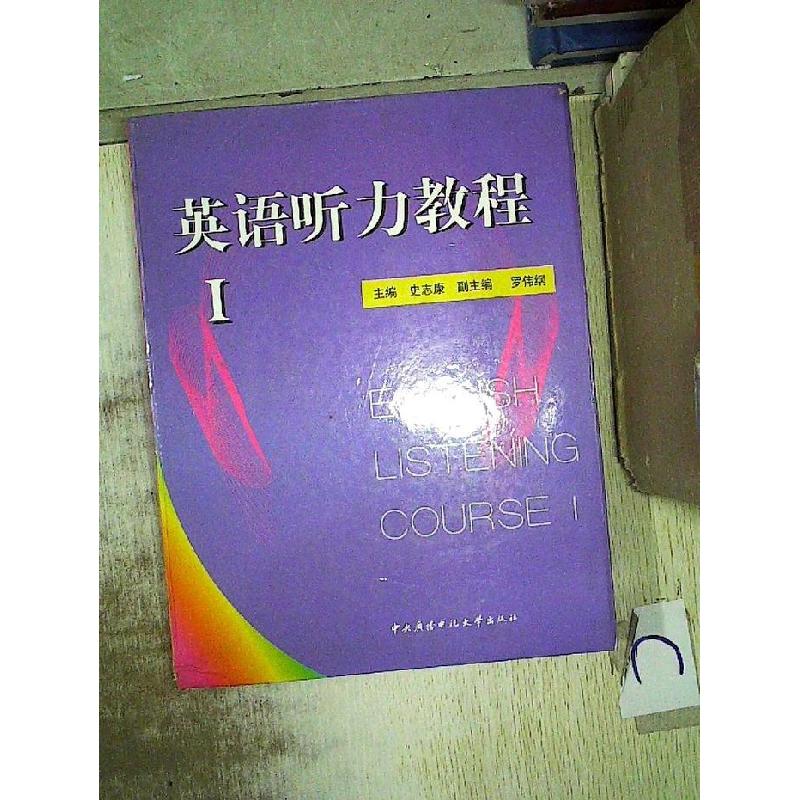 英语听力教程
I
主编 史志康 副主编 罗伟纲
ENGLISH
LISTENING
COURSE I
中央广播电视大学出版社
C